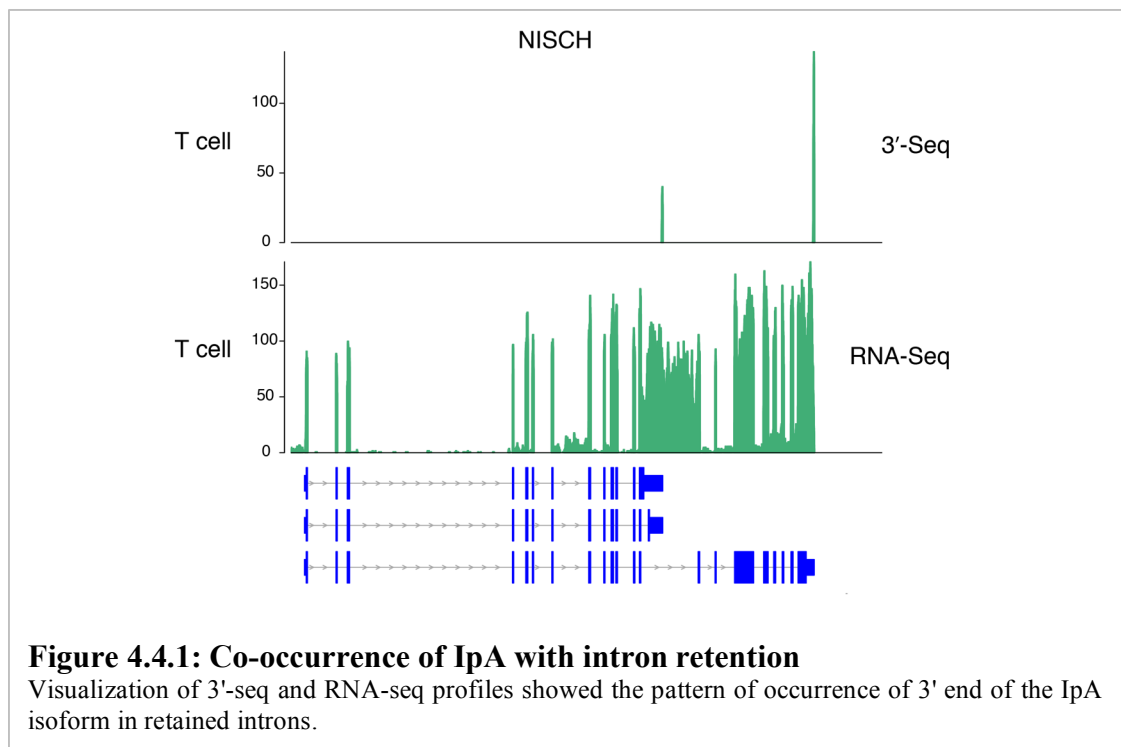 NISCH
100
50
0
T cell
3′-Seq
150
100
50
0
T cell
RNA-Seq
Figure 4.4.1: Co-occurrence of IpA with intron retention
Visualization of 3'-seq and RNA-seq profiles showed the pattern of occurrence of 3' end of the IpA
isoform in retained introns.